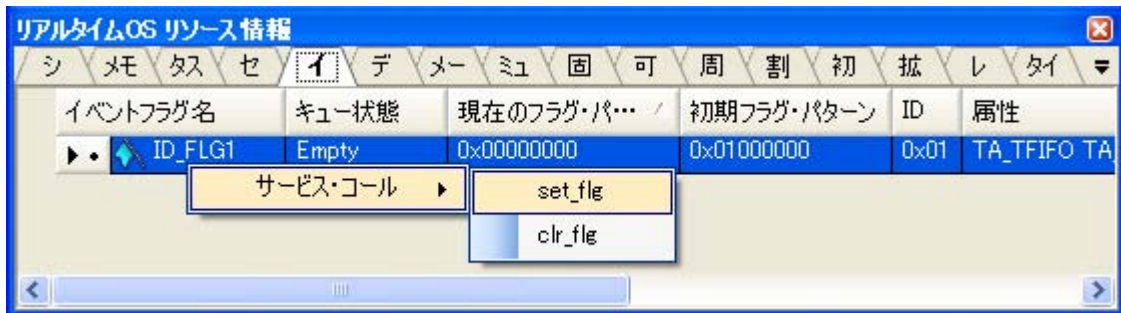 リアルタイムOS リソース情報
シ メモ タス セ イ デ メー ミュ 固 可 周 割 初 拡 レ タイ
イベントフラグ名 キュー状態 現在のフラグ・パ… 初期フラグ・パターン ID 属性
ID_FLG1 Empty 0x00000000 0x01000000 0x01 TA_TFIFO TA_
サービス・コール set_flg
clr_flg